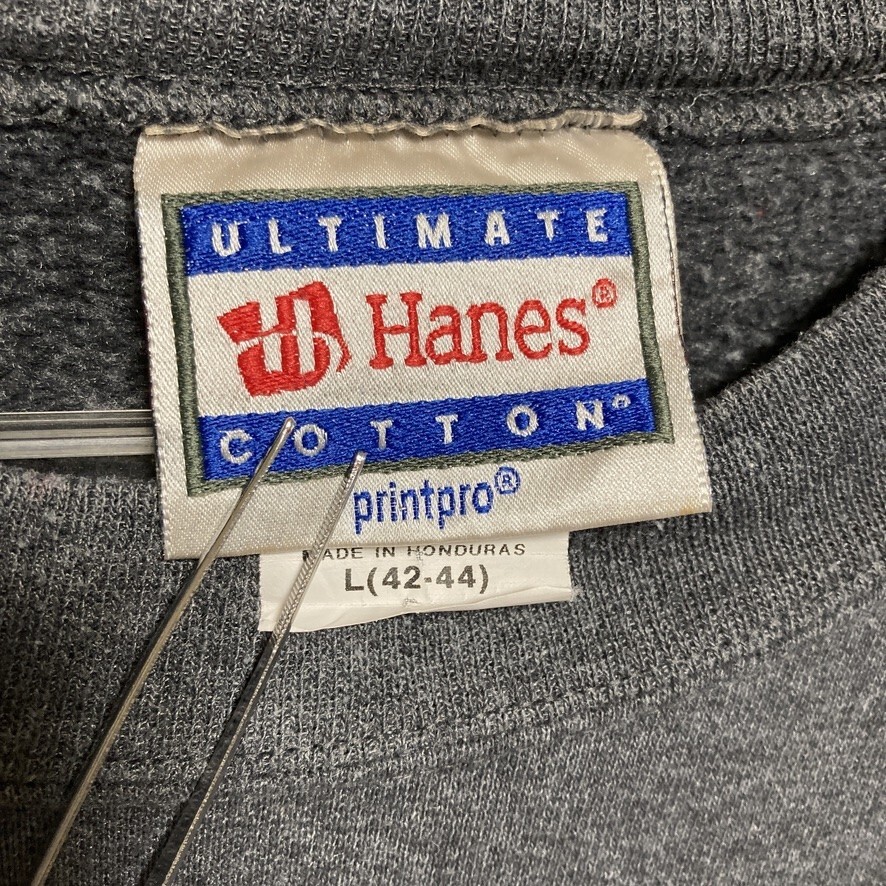 ULTIMATE
Hanes®
COTTON®
printpro®
MADE IN HONDURAS
L(42-44)